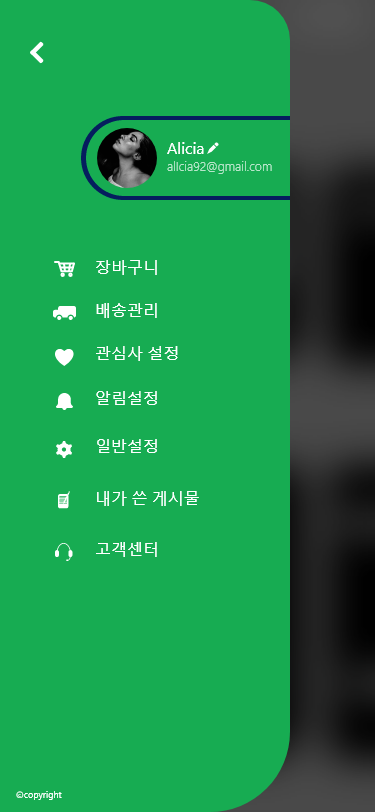 Alicia
alicia92@gmail.com
장바구니
배송관리
관심사 설정
알림설정
일반설정
내가 쓴 게시물
고객센터
©copyright